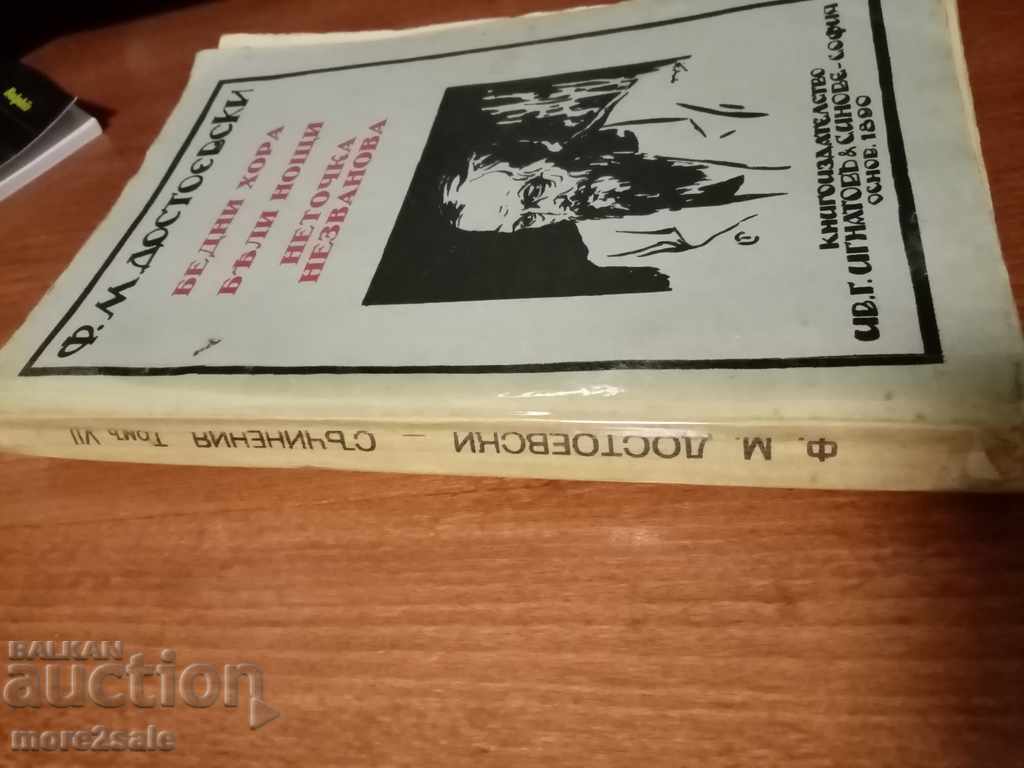 Ф. М. ДОСТОЕВСКИ
БЕДНИ ХОРА
БѢЛИ НОЩИ
НЕТОЧКА
НЕЗВАНОВА
КНИГОИЗДАТЕЛСТВО
ИВ. Г. ИГНАТОВЪ & СИНОВЕ - СОФИЯ
ОСНОВ. 1890
Ф. М. ДОСТОЕВСКИ — СЪЧИНЕНИЯ Томъ VII
BALKAN
auction
more2sale